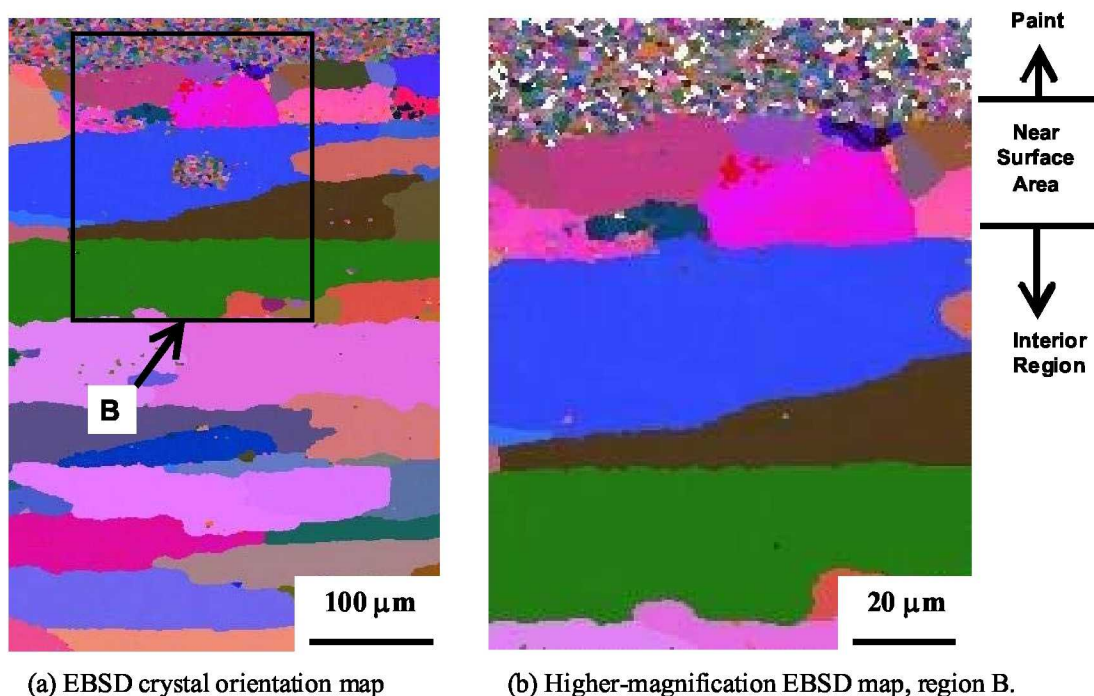 Paint
Near
Surface
Area
Interior
Region
B
100 μm
20 μm
(a) EBSD crystal orientation map
(b) Higher-magnification EBSD map, region B.